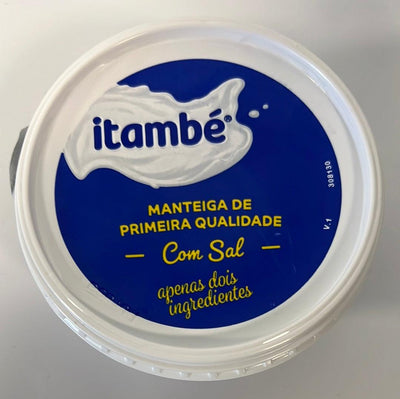 itambé®
MANTEIGA DE
PRIMEIRA QUALIDADE
— Com Sal —
apenas dois
ingredientes
V.1 308130